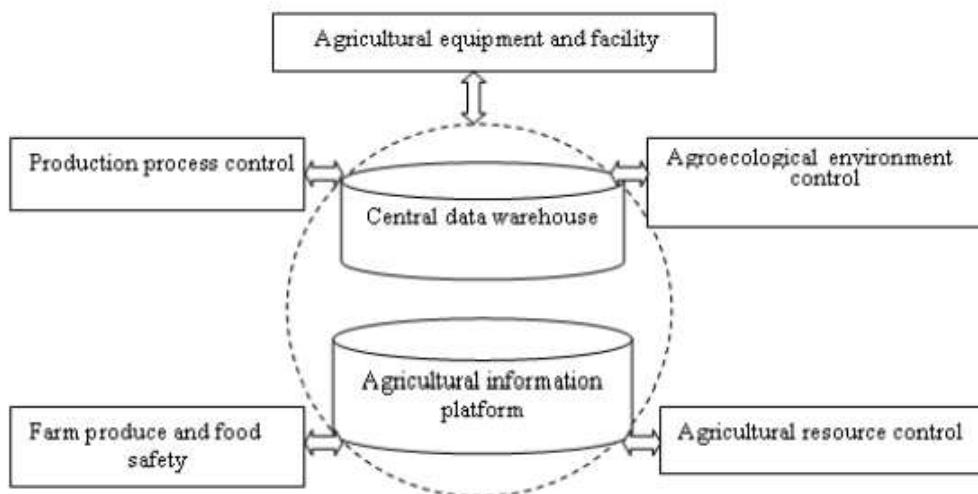 Agricultural equipment and facility
Production process control
Agroecological environment
control
Central data warehouse
Agricultural information
platform
Farm produce and food
safety
Agricultural resource control